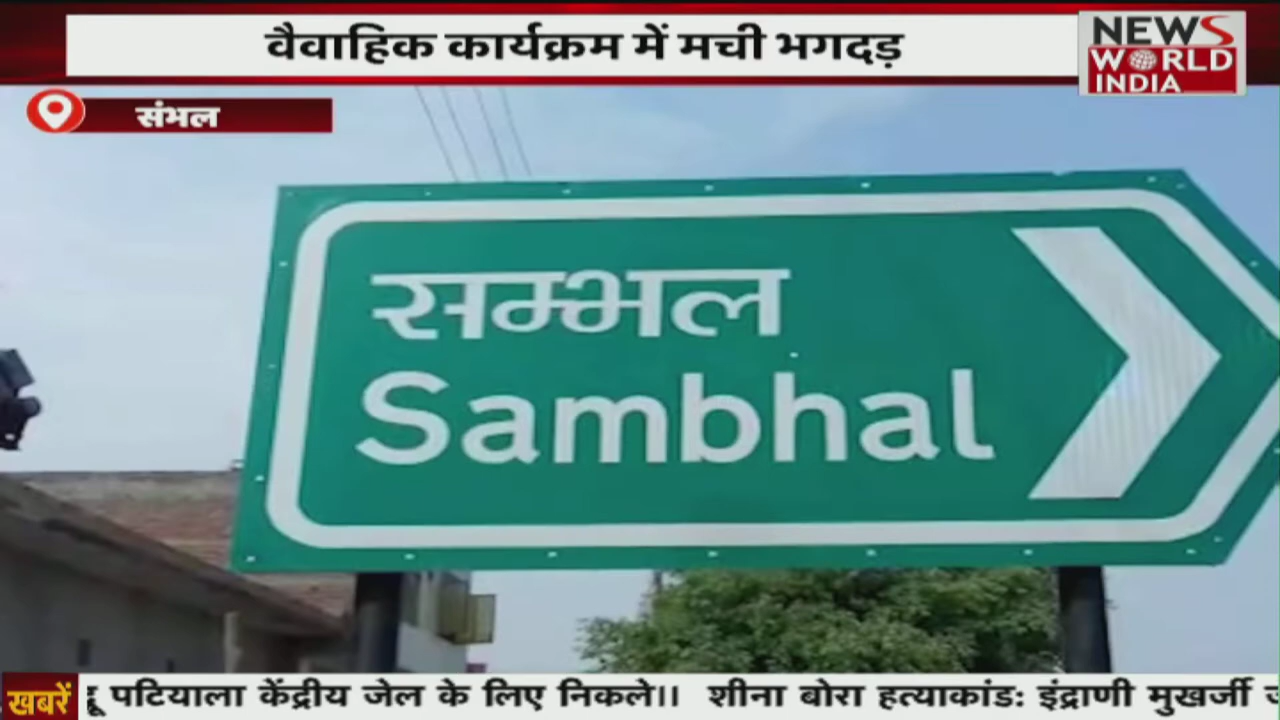 वैवाहिक कार्यक्रम में मची भगदड़
NEWS
WORLD
INDIA
संभल
सम्भल
Sambhal
खबरें
पटियाला केंद्रीय जेल के लिए निकले।। शीना बोरा हत्याकांड: इंद्राणी मुखर्जी